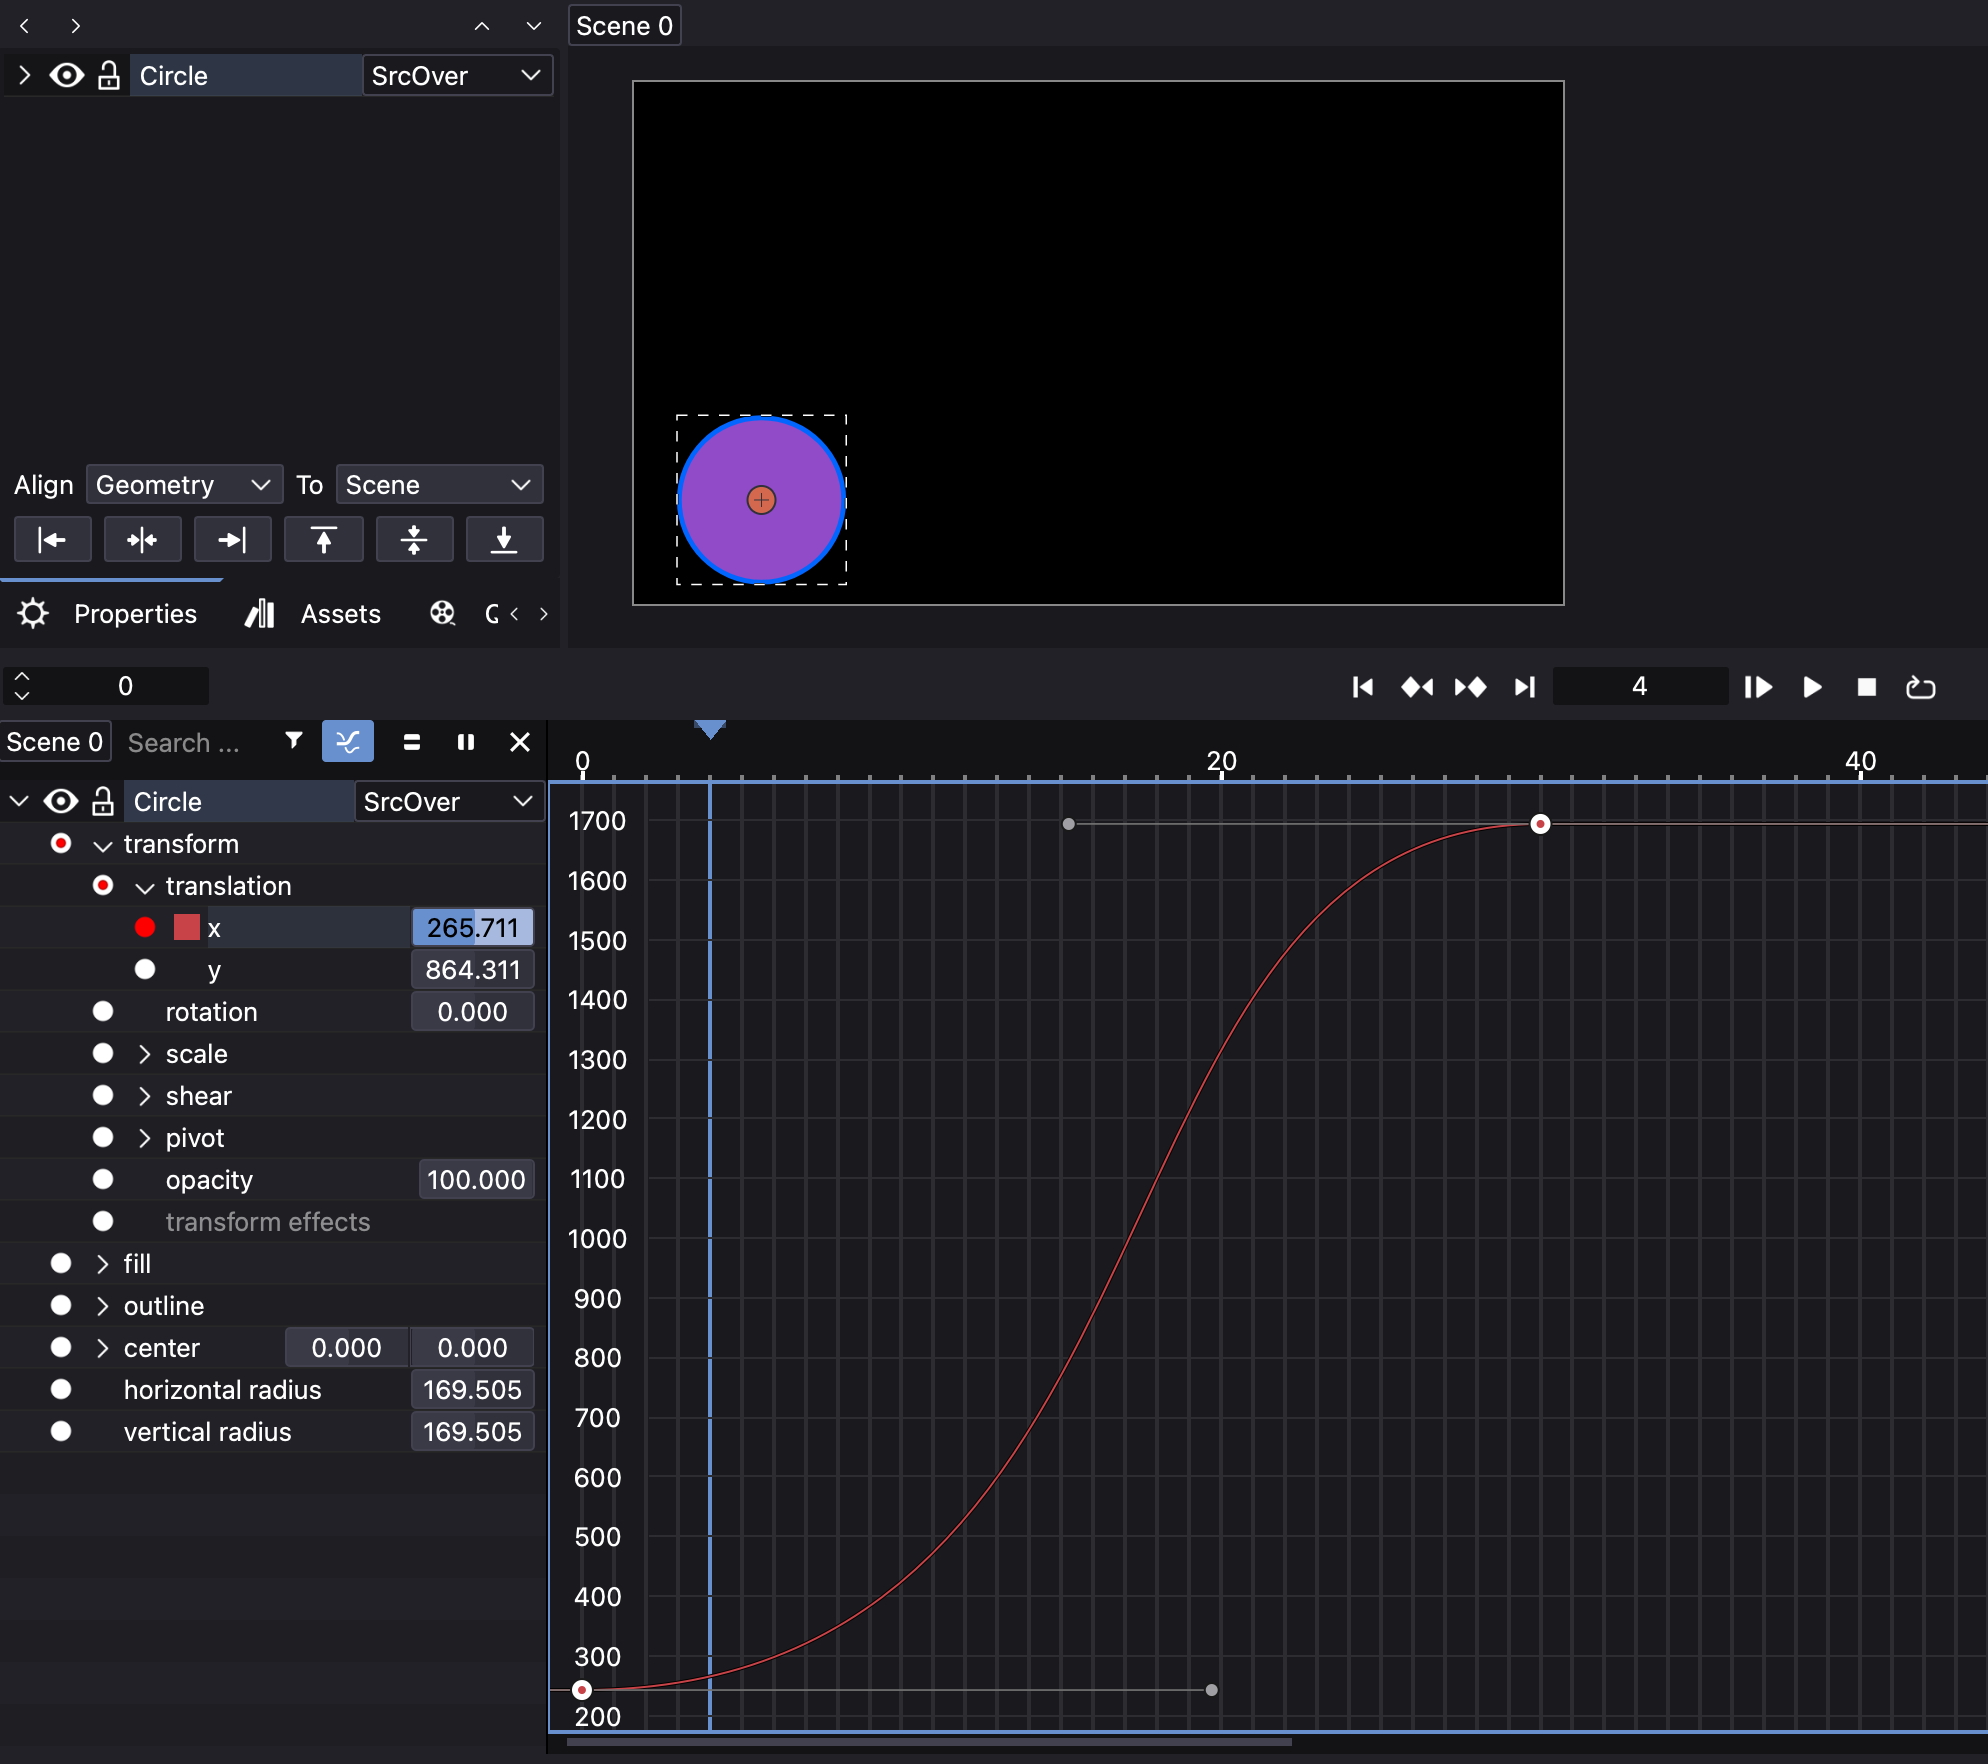 Scene 0
Circle SrcOver
Align Geometry To Scene
Properties Assets
0 4
Scene 0 Search ...
0 20 40
Circle SrcOver
transform
translation
x 265.711
y 864.311
rotation 0.000
scale
shear
pivot
opacity 100.000
transform effects
fill
outline
center 0.000 0.000
horizontal radius 169.505
vertical radius 169.505
1700
1600
1500
1400
1300
1200
1100
1000
900
800
700
600
500
400
300
200